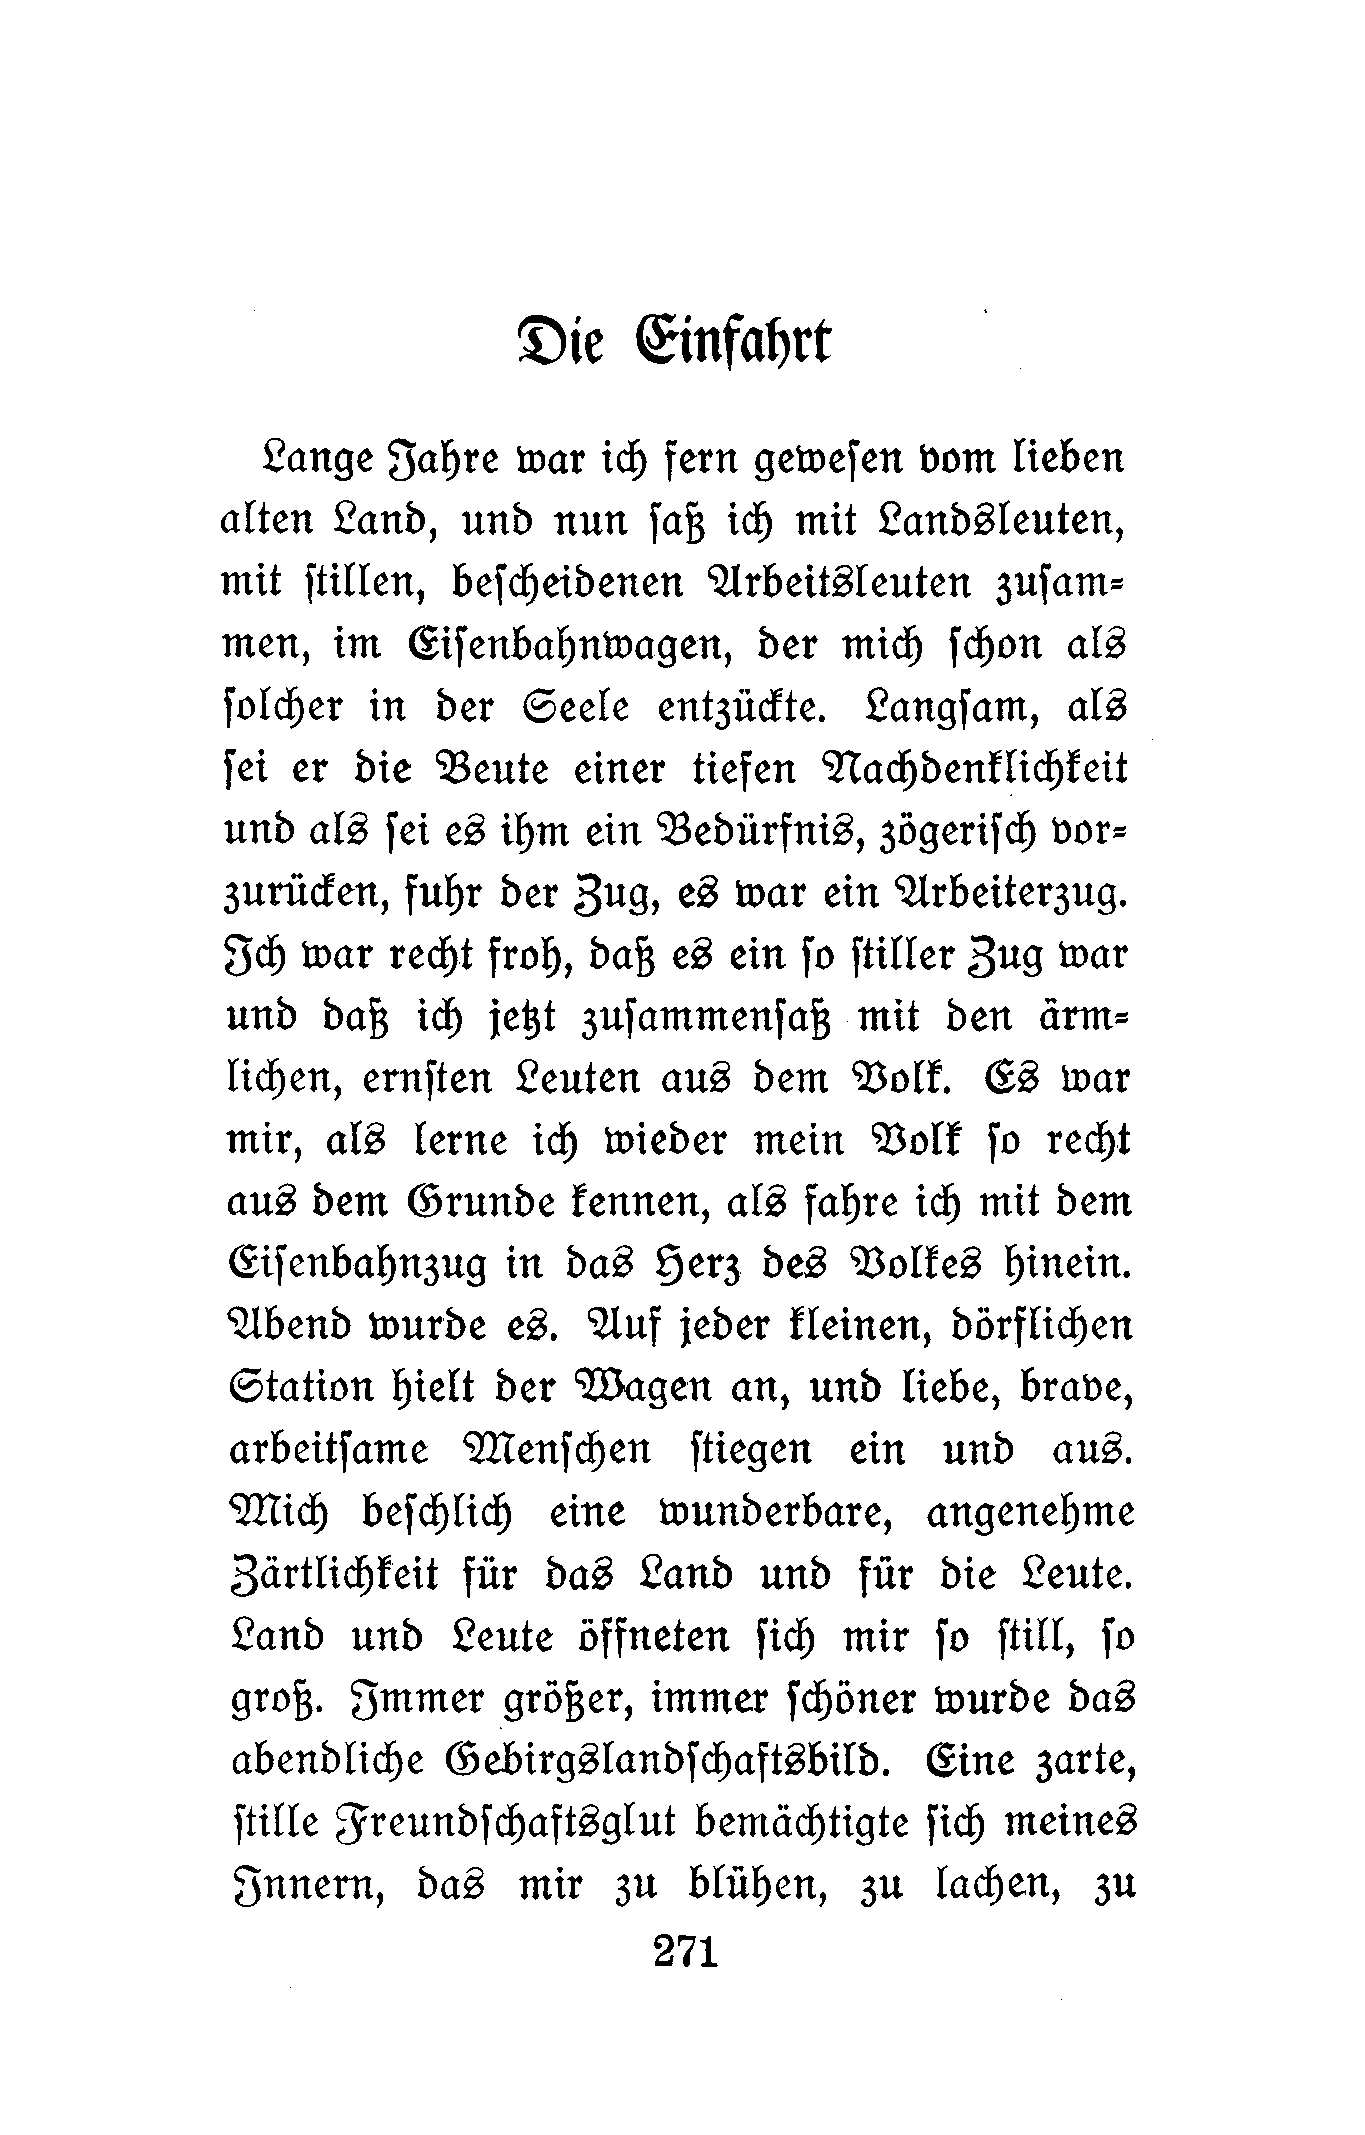 Die Einfahrt
Lange Jahre war ich fern gewesen vom lieben
alten Land, und nun saß ich mit Landsleuten,
mit stillen, bescheidenen Arbeitsleuten zusam-
men, im Eisenbahnwagen, der mich schon als
solcher in der Seele entzückte. Langsam, als
sei er die Beute einer tiefen Nachdenklichkeit
und als sei es ihm ein Bedürfnis, zögerisch vor-
zurücken, fuhr der Zug, es war ein Arbeiterzug.
Ich war recht froh, daß es ein so stiller Zug war
und daß ich jetzt zusammensaß mit den ärm-
lichen, ernsten Leuten aus dem Volk. Es war
mir, als lerne ich wieder mein Volk so recht
aus dem Grunde kennen, als fahre ich mit dem
Eisenbahnzug in das Herz des Volkes hinein.
Abend wurde es. Auf jeder kleinen, dörflichen
Station hielt der Wagen an, und liebe, brave,
arbeitsame Menschen stiegen ein und aus.
Mich beschlich eine wunderbare, angenehme
Zärtlichkeit für das Land und für die Leute.
Land und Leute öffneten sich mir so still, so
groß. Immer größer, immer schöner wurde das
abendliche Gebirgslandschaftsbild. Eine zarte,
stille Freundschaftsglut bemächtigte sich meines
Innern, das mir zu blühen, zu lachen, zu
271